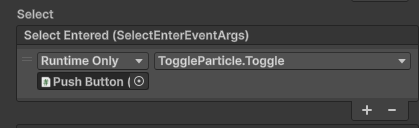 Select
Select Entered (SelectEnterEventArgs)
Runtime Only ToggleParticle.Toggle
Push Button (
+ −